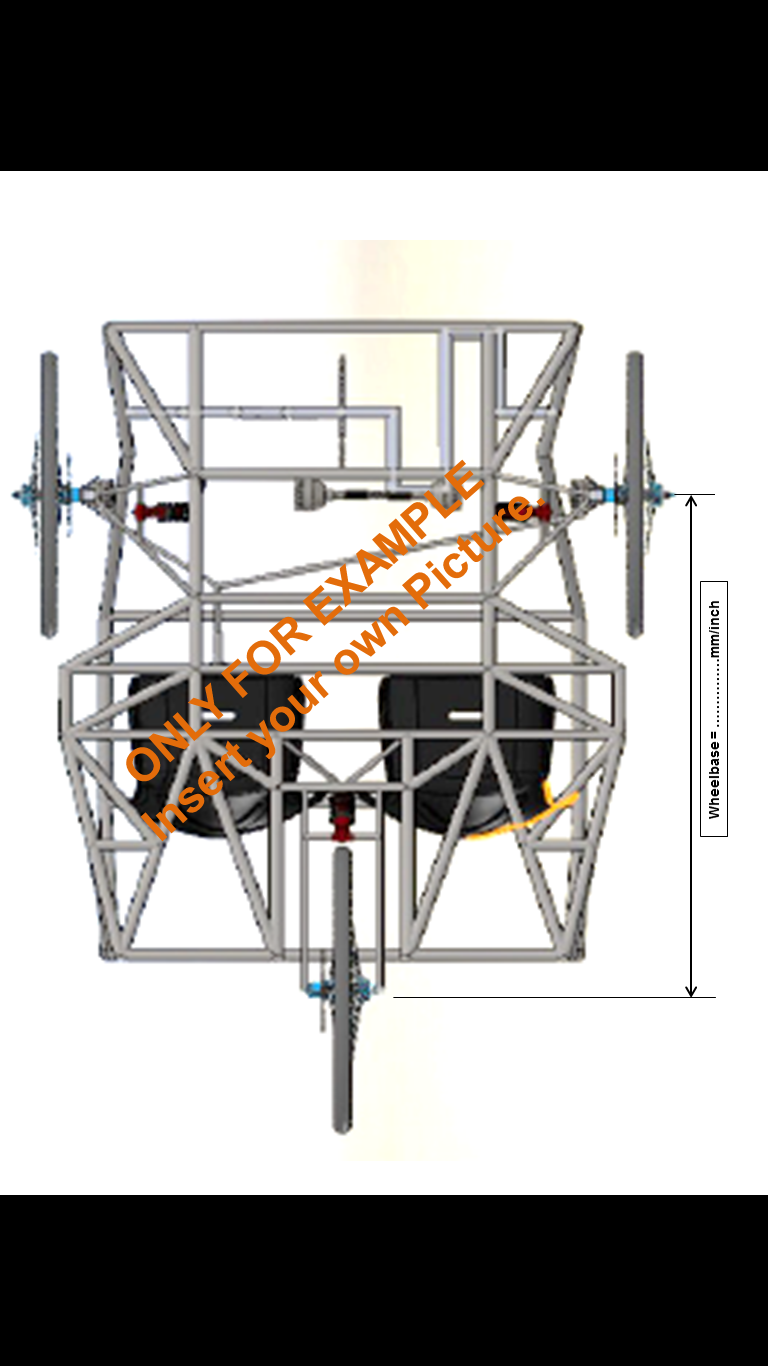 ONLY FOR EXAMPLE
Insert your own Picture.
Wheelbase = ……………..mm/inch